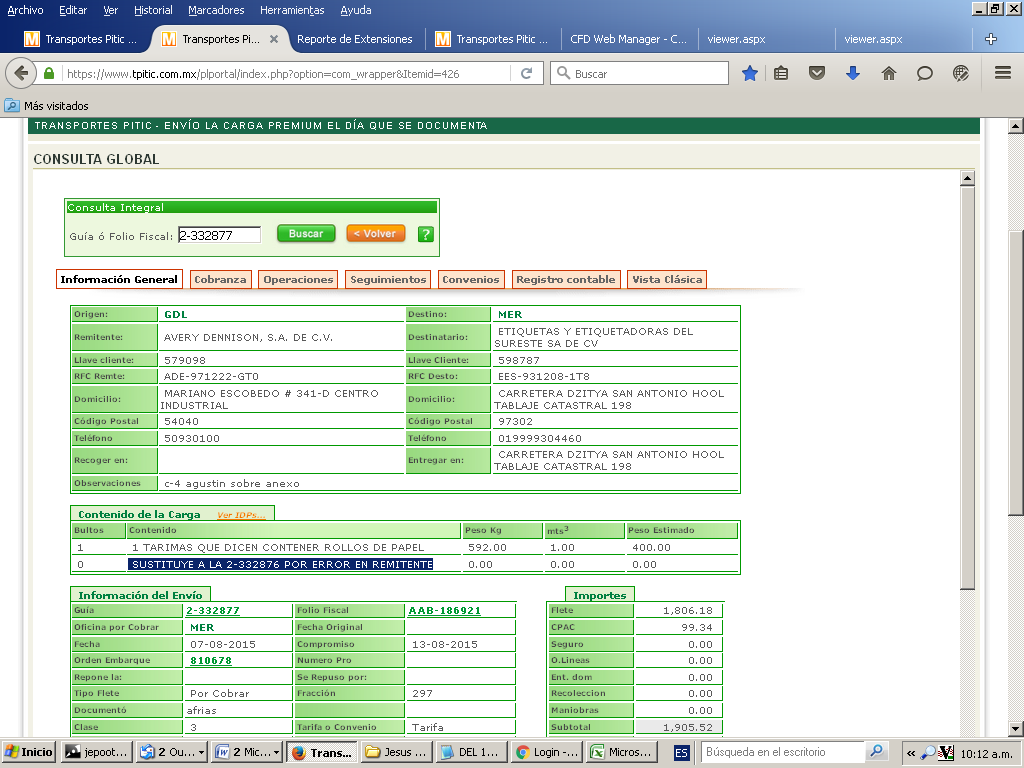 Archivo Editar Ver Historial Marcadores Herramientas Ayuda
Transportes Pitic ... Transportes Pi... Reporte de Extensiones Transportes Pitic ... CFD Web Manager - C... viewer.aspx viewer.aspx
https://www.tpitic.com.mx/plportal/index.php?option=com_wrapper&Itemid=426 Buscar
Más visitados
TRANSPORTES PITIC - ENVÍO LA CARGA PREMIUM EL DÍA QUE SE DOCUMENTA
CONSULTA GLOBAL
Consulta Integral
Guía ó Folio Fiscal: 2-332877 Buscar < Volver ?
Información General Cobranza Operaciones Seguimientos Convenios Registro contable Vista Clásica
Origen: GDL Destino: MER
Remitente: AVERY DENNISON, S.A. DE C.V. Destinatario: ETIQUETAS Y ETIQUETADORAS DEL
SURESTE SA DE CV
Llave cliente: 579098 Llave Cliente: 598787
RFC Remte: ADE-971222-GT0 RFC Desto: EES-931208-1T8
Domicilio: MARIANO ESCOBEDO # 341-D CENTRO Domicilio: CARRETERA DZITYA SAN ANTONIO HOOL
INDUSTRIAL TABLAJE CATASTRAL 198
Código Postal 54040 Código Postal 97302
Teléfono 50930100 Teléfono 019999304460
Recoger en: Entregar en: CARRETERA DZITYA SAN ANTONIO HOOL
TABLAJE CATASTRAL 198
Observaciones c-4 agustin sobre anexo
Contenido de la Carga Ver IDPs...
Bultos Contenido Peso Kg mts3 Peso Estimado
1 1 TARIMAS QUE DICEN CONTENER ROLLOS DE PAPEL 592.00 1.00 400.00
0 SUSTITUYE A LA 2-332876 POR ERROR EN REMITENTE 0.00 0.00 0.00
Información del Envío Importes
Guía 2-332877 Folio Fiscal AAB-186921 Flete 1,806.18
Oficina por Cobrar MER Fecha Original CPAC 99.34
Fecha 07-08-2015 Compromiso 13-08-2015 Seguro 0.00
Orden Embarque 810678 Numero Pro O.Lineas 0.00
Repone la: Se Repuso por: Ent. dom 0.00
Tipo Flete Por Cobrar Fracción 297 Recoleccion 0.00
Documentó afrias Maniobras 0.00
Clase 3 Tarifa o Convenio Tarifa Subtotal 1,905.52
Inicio jepoot... 2 Ou... 2 Mic... Trans... Jesus ... DEL 1... Login -... Micros... ES Búsqueda en el escritorio « 10:12 a.m.